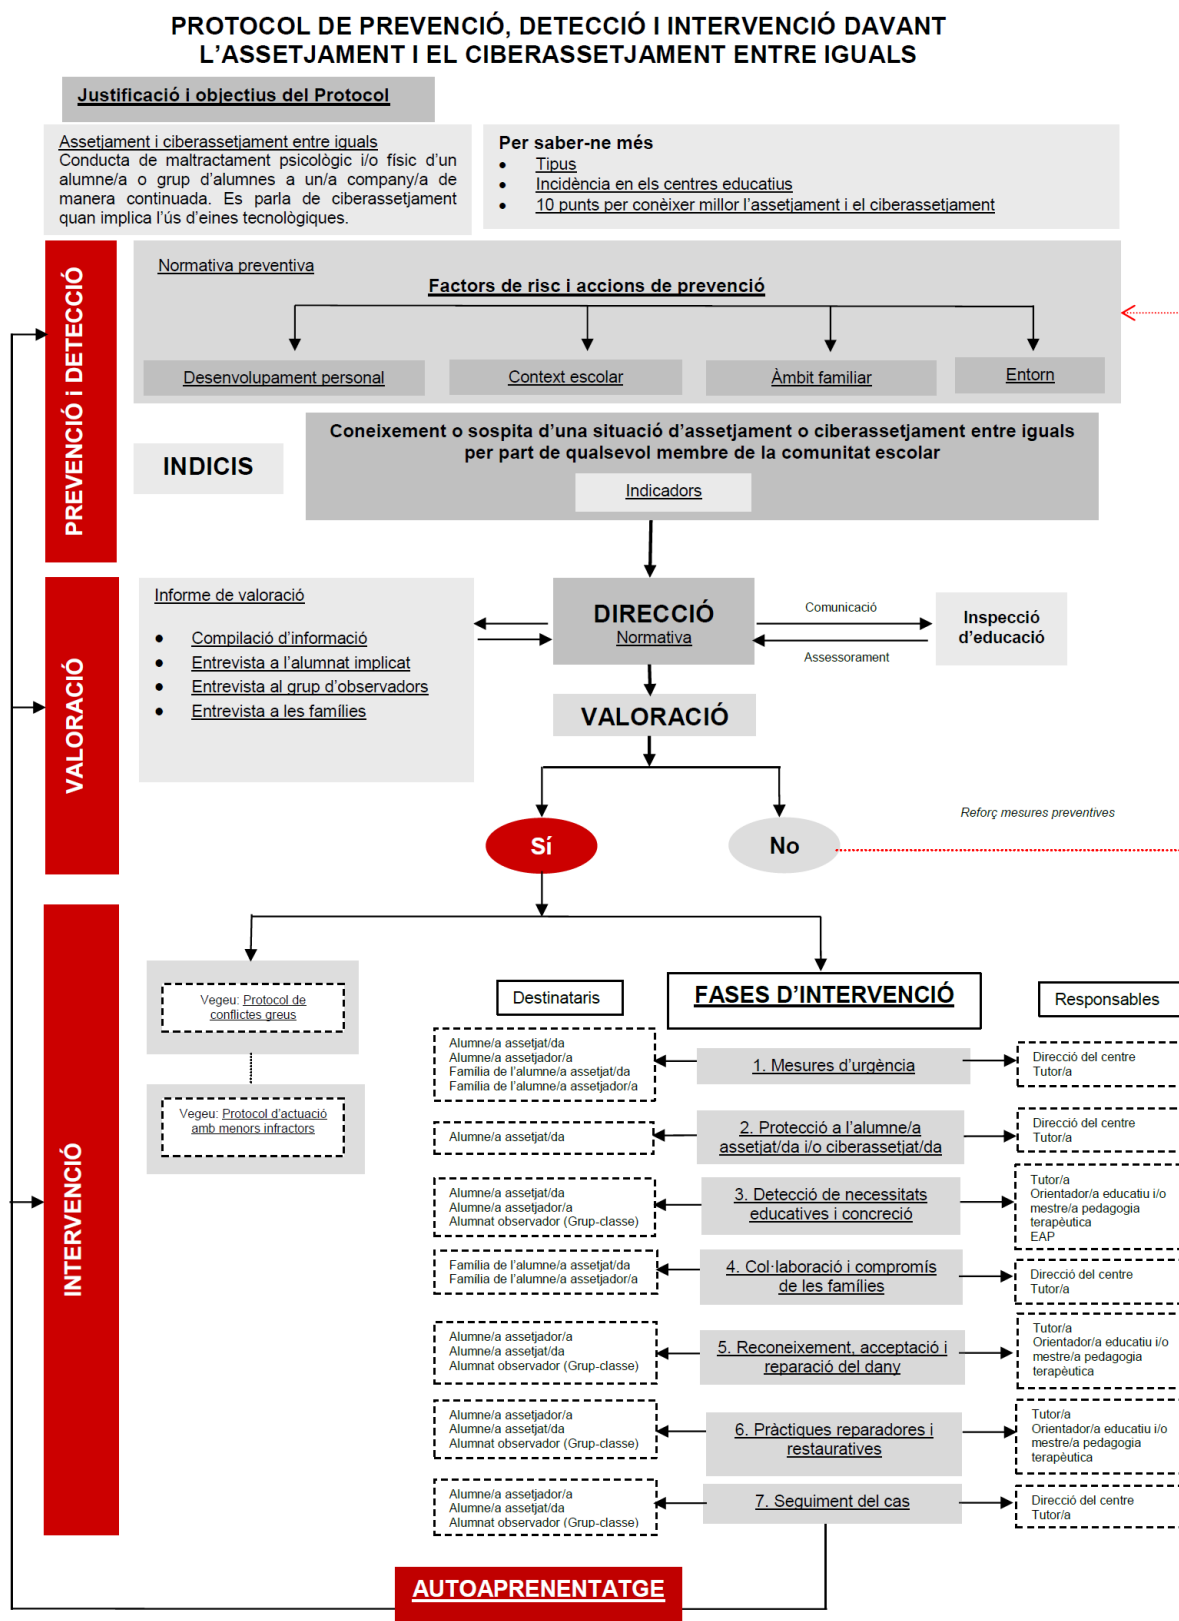 PROTOCOL DE PREVENCIÓ, DETECCIÓ I INTERVENCIÓ DAVANT
L'ASSETJAMENT I EL CIBERASSETJAMENT ENTRE IGUALS
Justificació i objectius del Protocol
Assetjament i ciberassetjament entre iguals
Conducta de maltractament psicològic i/o físic d'un
alumne/a o grup d'alumnes a un/a company/a de
manera continuada. Es parla de ciberassetjament
quan implica l'ús d'eines tecnològiques.
Per saber-ne més
• Tipus
• Incidència en els centres educatius
• 10 punts per conèixer millor l'assetjament i el ciberassetjament
PREVENCIÓ i DETECCIÓ
Normativa preventiva
Factors de risc i accions de prevenció
Desenvolupament personal
Context escolar
Àmbit familiar
Entorn
INDICIS
Coneixement o sospita d'una situació d'assetjament o ciberassetjament entre iguals
per part de qualsevol membre de la comunitat escolar
Indicadors
VALORACIÓ
Informe de valoració
• Compilació d'informació
• Entrevista a l'alumnat implicat
• Entrevista al grup d'observadors
• Entrevista a les famílies
DIRECCIÓ
Normativa
Comunicació
Assessorament
Inspecció
d'educació
VALORACIÓ
Sí
No
Reforç mesures preventives
INTERVENCIÓ
Vegeu: Protocol de
conflictes greus
Vegeu: Protocol d'actuació
amb menors infractors
Destinataris
FASES D'INTERVENCIÓ
Responsables
Alumne/a assetjat/da
Alumne/a assetjador/a
Família de l'alumne/a assetjat/da
Família de l'alumne/a assetjador/a
1. Mesures d'urgència
Direcció del centre
Tutor/a
Alumne/a assetjat/da
2. Protecció a l'alumne/a
assetjat/da i/o ciberassetjat/da
Direcció del centre
Tutor/a
Alumne/a assetjat/da
Alumne/a assetjador/a
Alumnat observador (Grup-classe)
3. Detecció de necessitats
educatives i concreció
Tutor/a
Orientador/a educatiu i/o
mestre/a pedagogia
terapèutica
EAP
Família de l'alumne/a assetjat/da
Família de l'alumne/a assetjador/a
4. Col·laboració i compromís
de les famílies
Direcció del centre
Tutor/a
Alumne/a assetjador/a
Alumne/a assetjat/da
Alumnat observador (Grup-classe)
5. Reconeixement, acceptació i
reparació del dany
Tutor/a
Orientador/a educatiu i/o
mestre/a pedagogia
terapèutica
Alumne/a assetjador/a
Alumne/a assetjat/da
Alumnat observador (Grup-classe)
6. Pràctiques reparadores i
restauratives
Tutor/a
Orientador/a educatiu i/o
mestre/a pedagogia
terapèutica
Alumne/a assetjador/a
Alumne/a assetjat/da
Alumnat observador (Grup-classe)
7. Seguiment del cas
Direcció del centre
Tutor/a
AUTOAPRENENTATGE